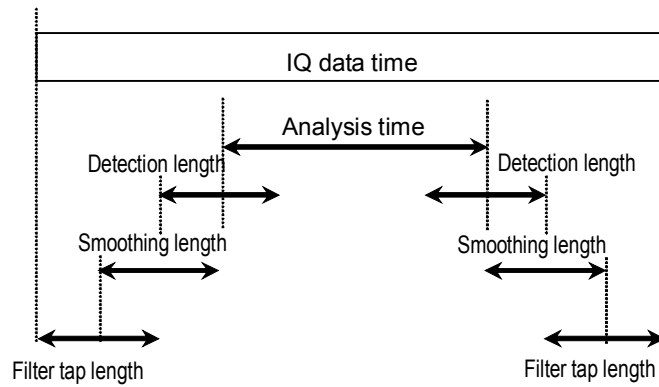 IQ data time
Analysis time
Detection length
Detection length
Smoothing length
Smoothing length
Filter tap length
Filter tap length